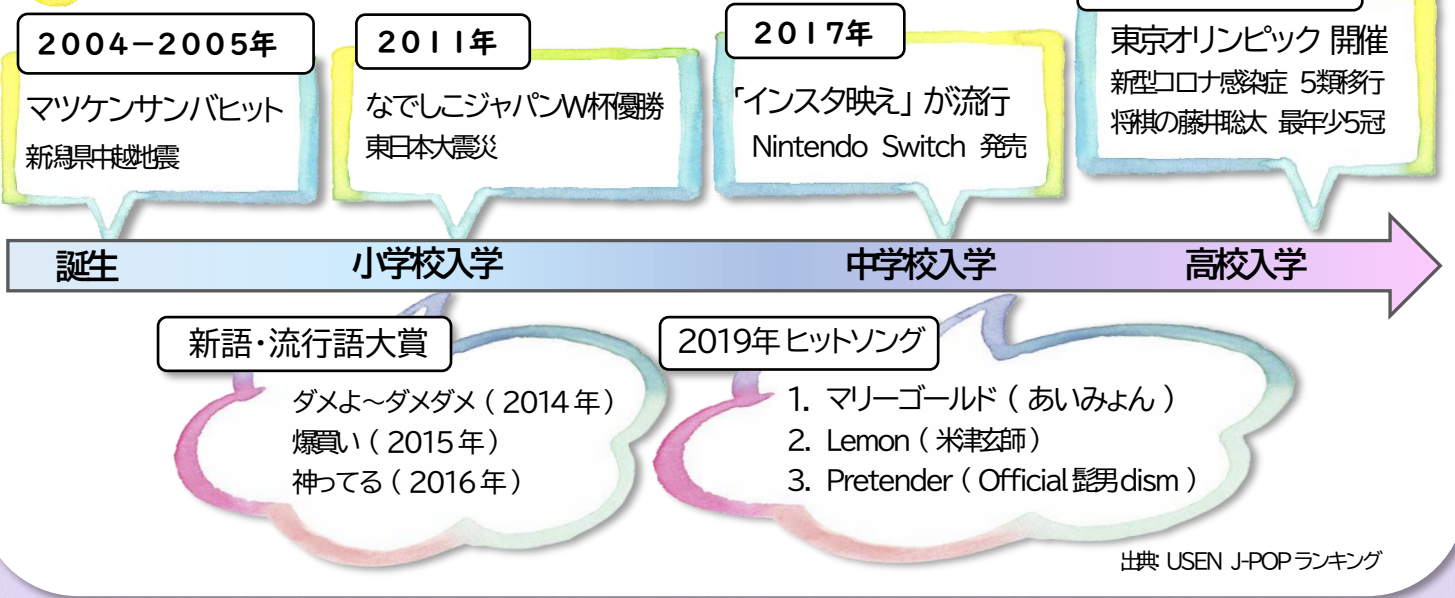 2004−2005年
マツケンサンバヒット
新潟県中越地震
2011年
なでしこジャパンW杯優勝
東日本大震災
2017年
「インスタ映え」が流行
Nintendo Switch 発売
東京オリンピック 開催
新型コロナ感染症 5類移行
将棋の藤井聡太 最年少5冠
誕生
小学校入学
中学校入学
高校入学
新語・流行語大賞
ダメよ～ダメダメ（2014年）
爆買い（2015年）
神ってる（2016年）
2019年ヒットソング
1. マリーゴールド（あいみょん）
2. Lemon（米津玄師）
3. Pretender（Official髭男dism）
出典: USEN J-POPランキング